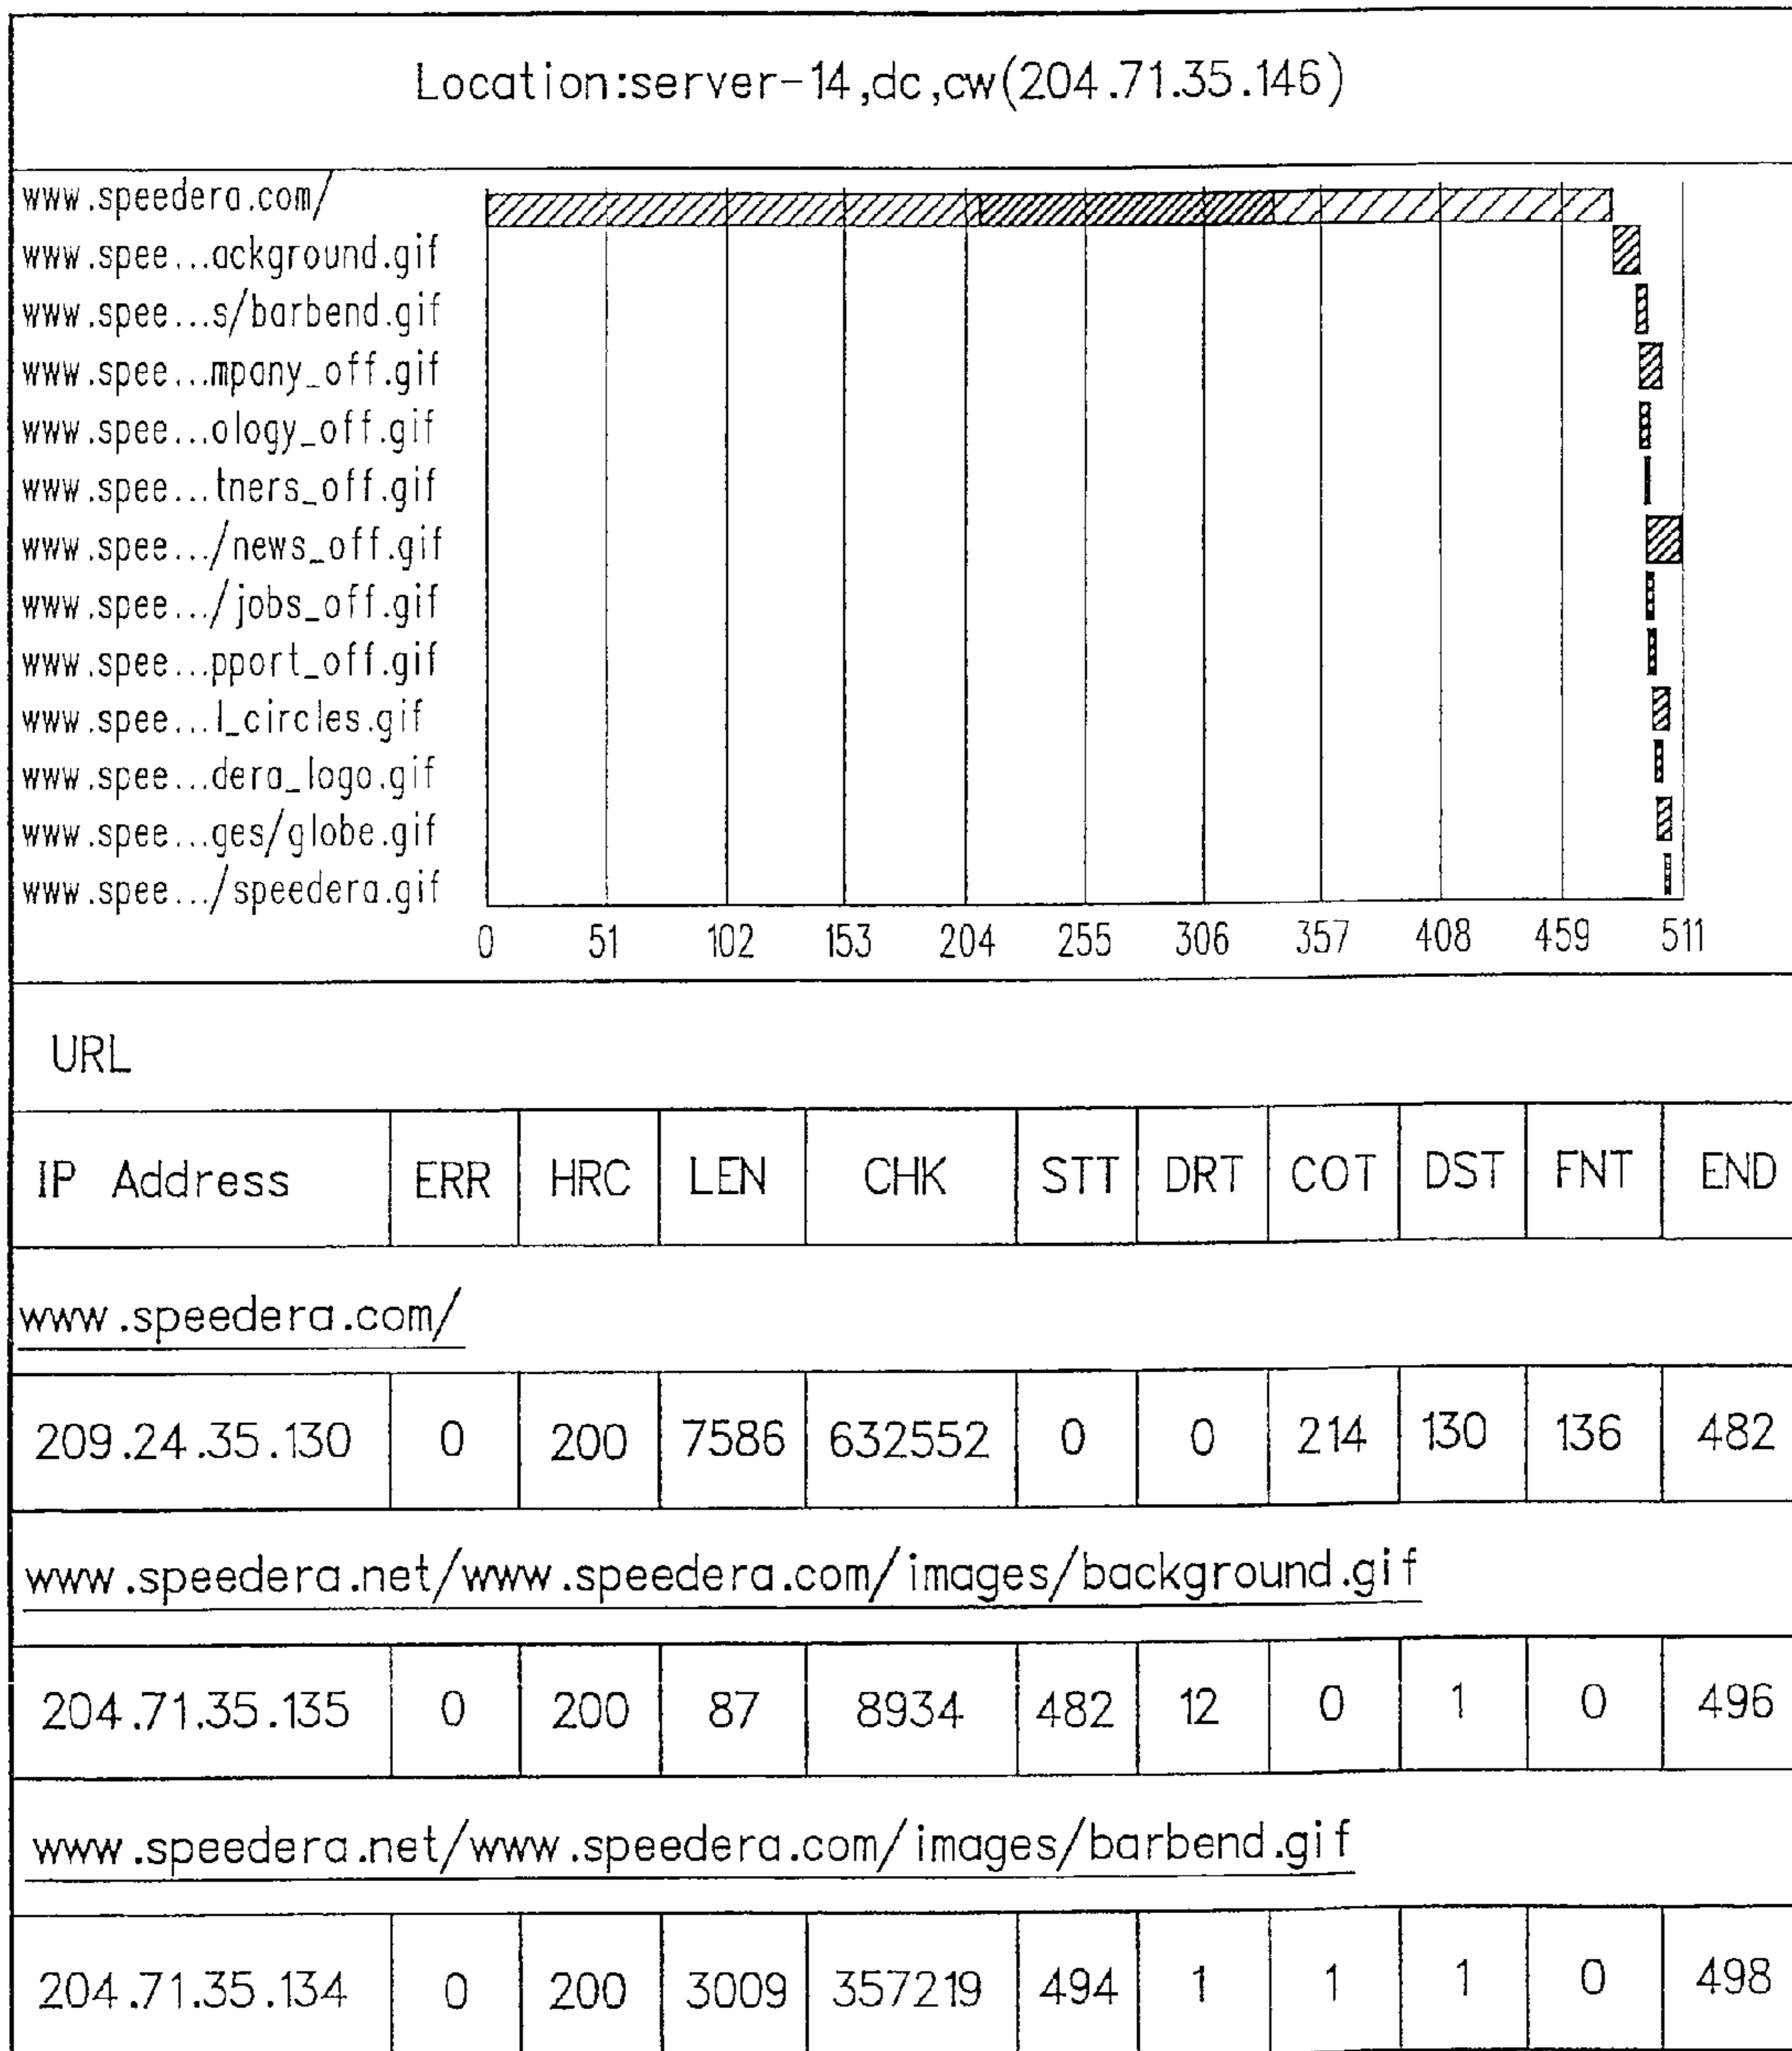 Location:server-14,dc,cw(204.71.35.146)
www.speedera.com/
www.spee...ackground.gif
www.spee...s/barbend.gif
www.spee...mpany_off.gif
www.spee...ology_off.gif
www.spee...tners_off.gif
www.spee.../news_off.gif
www.spee.../jobs_off.gif
www.spee...pport_off.gif
www.spee...l_circles.gif
www.spee...dera_logo.gif
www.spee...ges/globe.gif
www.spee.../speedera.gif
0 51 102 153 204 255 306 357 408 459 511
URL
IP Address ERR HRC LEN CHK STT DRT COT DST FNT END
www.speedera.com/
209.24.35.130 0 200 7586 632552 0 0 214 130 136 482
www.speedera.net/www.speedera.com/images/background.gif
204.71.35.135 0 200 87 8934 482 12 0 1 0 496
www.speedera.net/www.speedera.com/images/barbend.gif
204.71.35.134 0 200 3009 357219 494 1 1 1 0 498